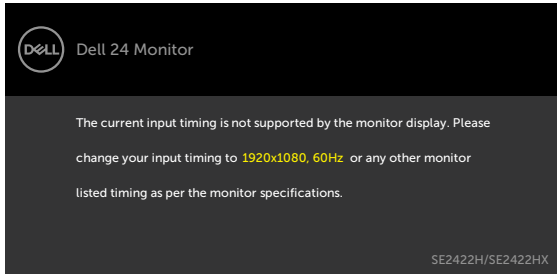 DELL
Dell 24 Monitor
The current input timing is not supported by the monitor display. Please
change your input timing to 1920x1080, 60Hz or any other monitor
listed timing as per the monitor specifications.
SE2422H/SE2422HX